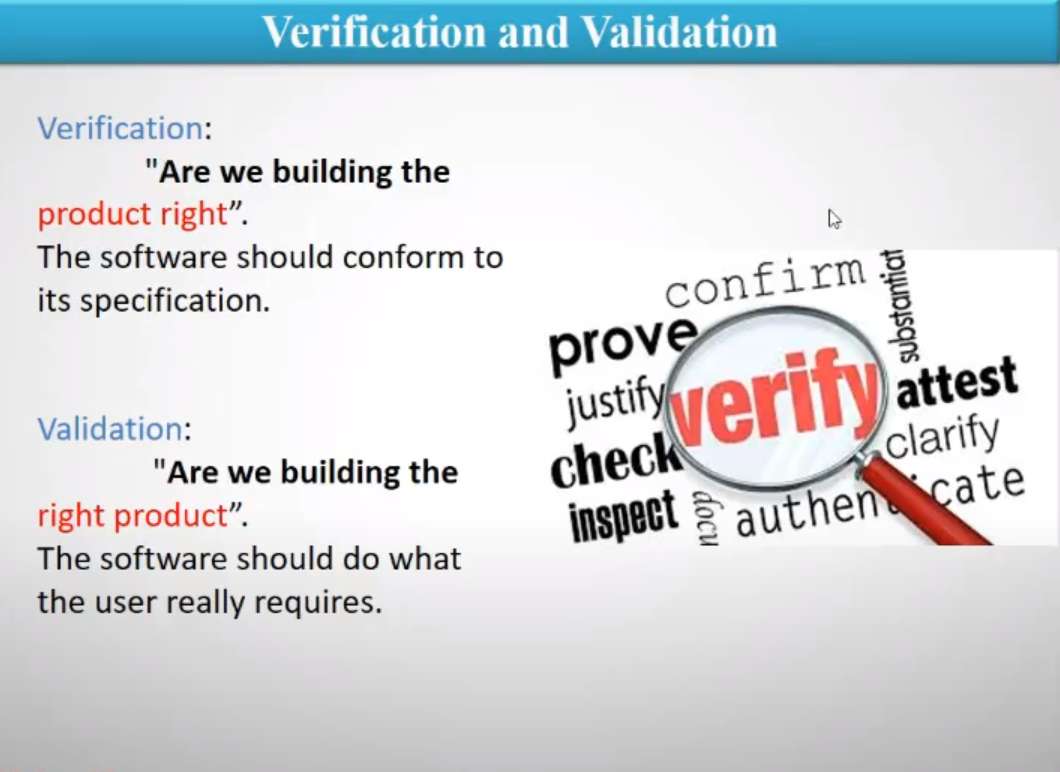 Verification and Validation
Verification:
"Are we building the
product right”.
The software should conform to
its specification.
Validation:
"Are we building the
right product”.
The software should do what
the user really requires.
confirm
substantiat
prove
verify
attest
justify
clarify
check
inspect
docu
authenticate